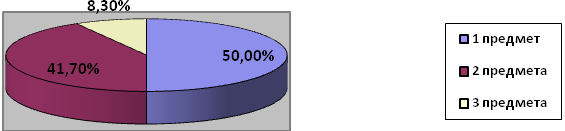 8,30%
50,00%
41,70%
1 предмет
2 предмета
3 предмета